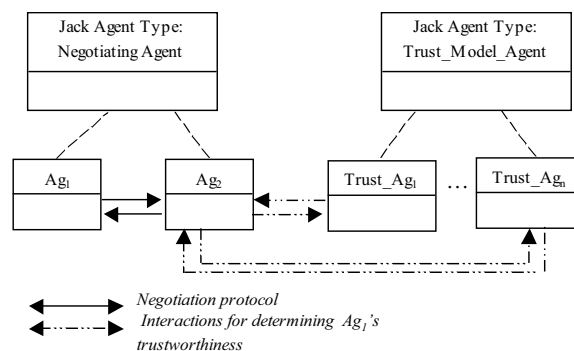 Jack Agent Type:
Negotiating Agent
Jack Agent Type:
Trust_Model_Agent
Ag1
Ag2
Trust_Ag1
...
Trust_Agn
Negotiation protocol
Interactions for determining Ag1's
trustworthiness